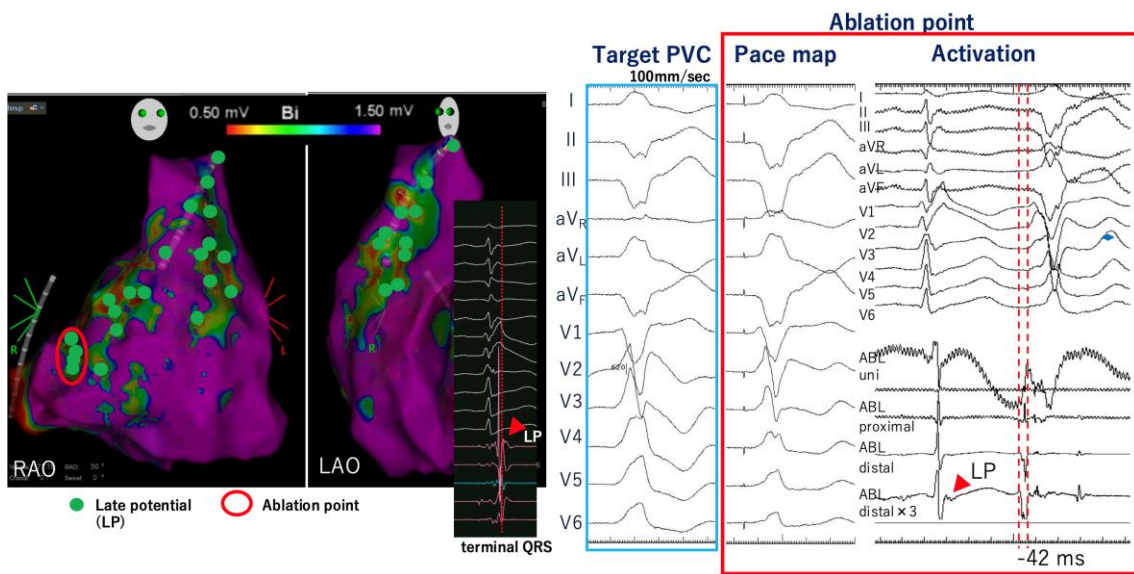 Ablation point
Target PVC
100mm/sec
Pace map
Activation
0.50 mV
Bi
1.50 mV
R
L
R
RAO
RAO: 30°
LAO
LP
Late potential
(LP)
Ablation point
terminal QRS
I
II
III
aVR
aVL
aVF
V1
V2
V3
V4
V5
V6
I
II
III
aVR
aVL
aVF
V1
V2
V3
V4
V5
V6
ABL
uni
ABL
proximal
ABL
distal
ABL
distal×3
LP
-42 ms